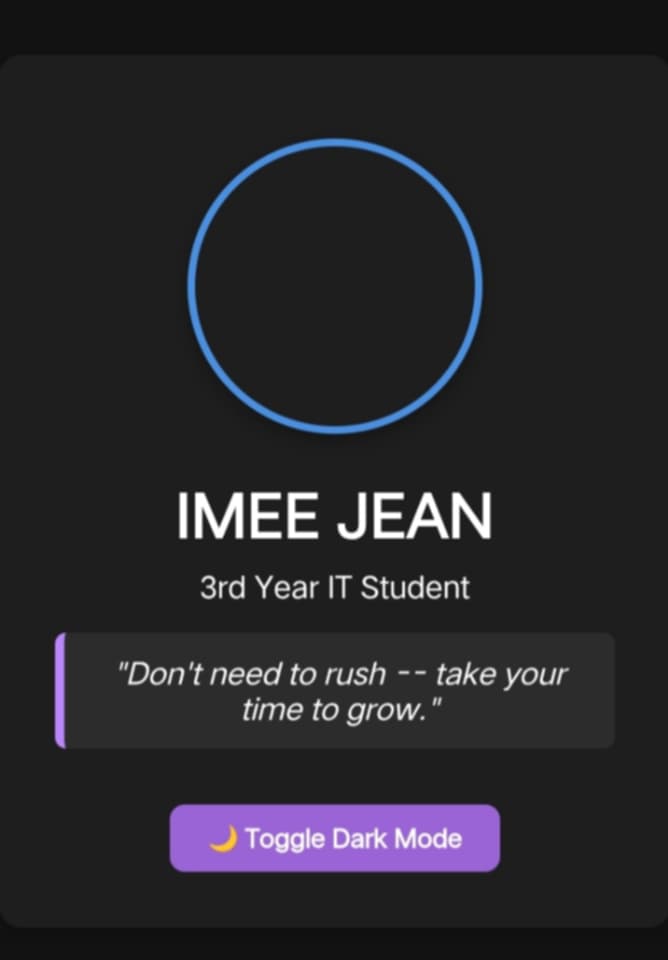 IMEE JEAN
3rd Year IT Student
"Don't need to rush -- take your
time to grow."
🌙 Toggle Dark Mode